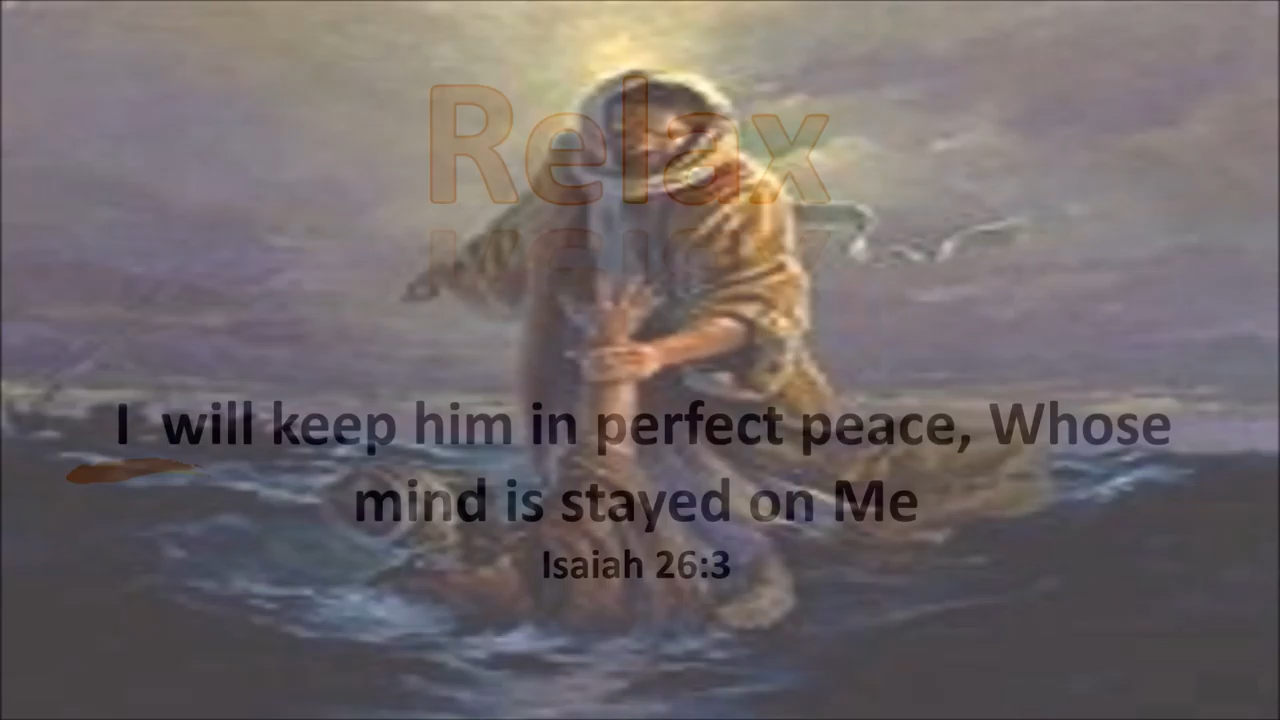 Relax
I will keep him in perfect peace, Whose
mind is stayed on Me
Isaiah 26:3